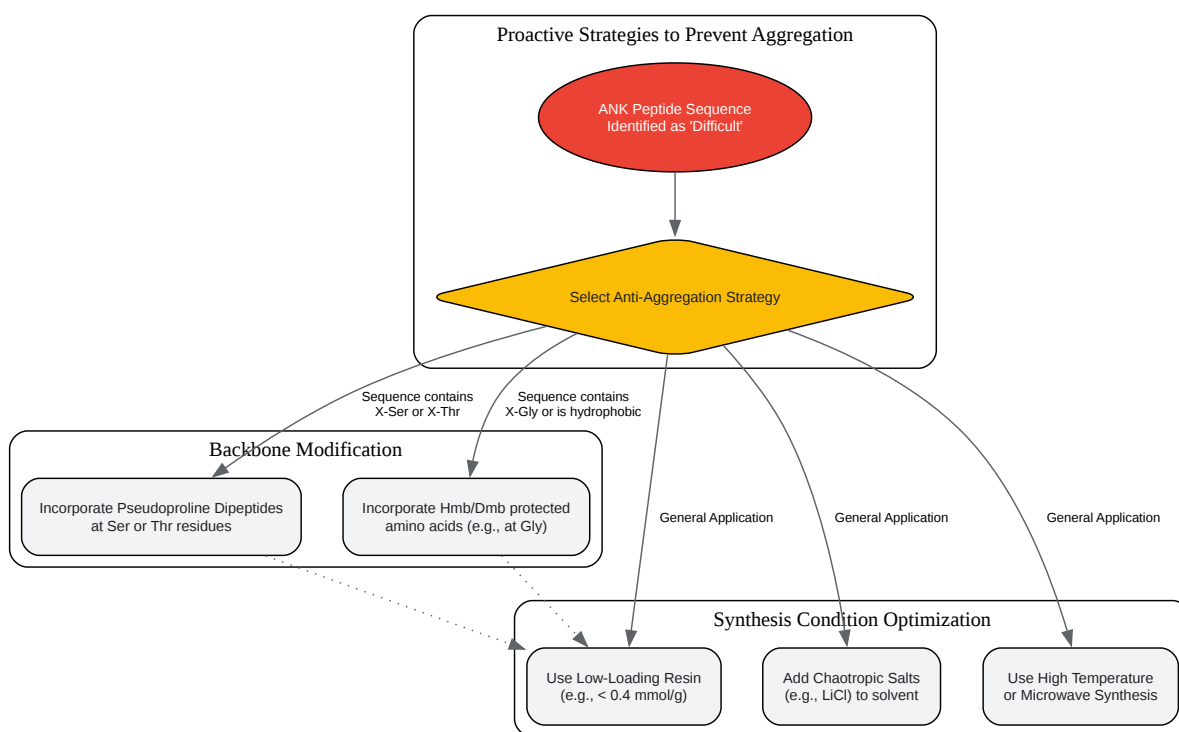 Proactive Strategies to Prevent Aggregation
ANK Peptide Sequence
Identified as 'Difficult'
Select Anti-Aggregation Strategy
Sequence contains
X-Ser or X-Thr
Sequence contains
X-Gly or is hydrophobic
Backbone Modification
Incorporate Pseudoproline Dipeptides
at Ser or Thr residues
Incorporate Hmb/Dmb protected
amino acids (e.g., at Gly)
General Application
General Application
General Application
Synthesis Condition Optimization
Use Low-Loading Resin
(e.g., < 0.4 mmol/g)
Add Chaotropic Salts
(e.g., LiCl) to solvent
Use High Temperature
or Microwave Synthesis